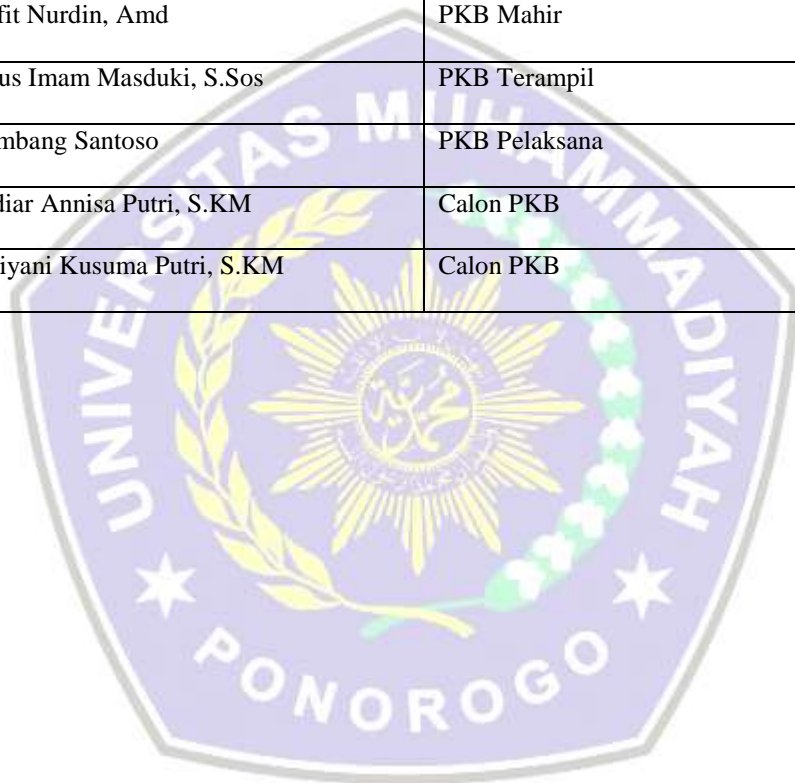 fit Nurdin, Amd PKB Mahir
us Imam Masduki, S.Sos PKB Terampil
mbang Santoso PKB Pelaksana
diar Annisa Putri, S.KM Calon PKB
iyani Kusuma Putri, S.KM Calon PKB
UNIVERSITAS MUHAMMADIYAH
PONOROGO